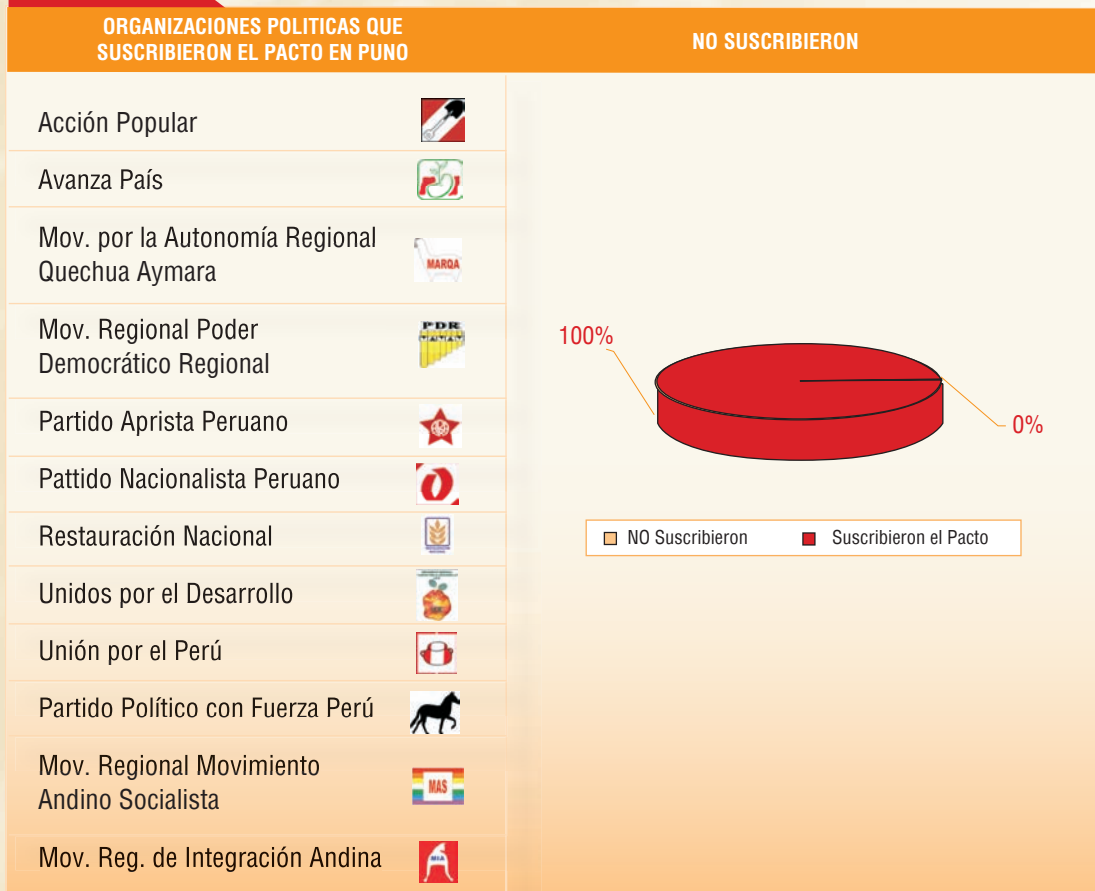 ORGANIZACIONES POLITICAS QUE
SUSCRIBIERON EL PACTO EN PUNO
NO SUSCRIBIERON
Acción Popular
Avanza País
Mov. por la Autonomía Regional
Quechua Aymara
MARQA
Mov. Regional Poder
Democrático Regional
PDR
Partido Aprista Peruano
Pattido Nacionalista Peruano
Restauración Nacional
Unidos por el Desarrollo
Unión por el Perú
Partido Político con Fuerza Perú
Mov. Regional Movimiento
Andino Socialista
MAS
Mov. Reg. de Integración Andina
MIA
100%
0%
NO Suscribieron
Suscribieron el Pacto